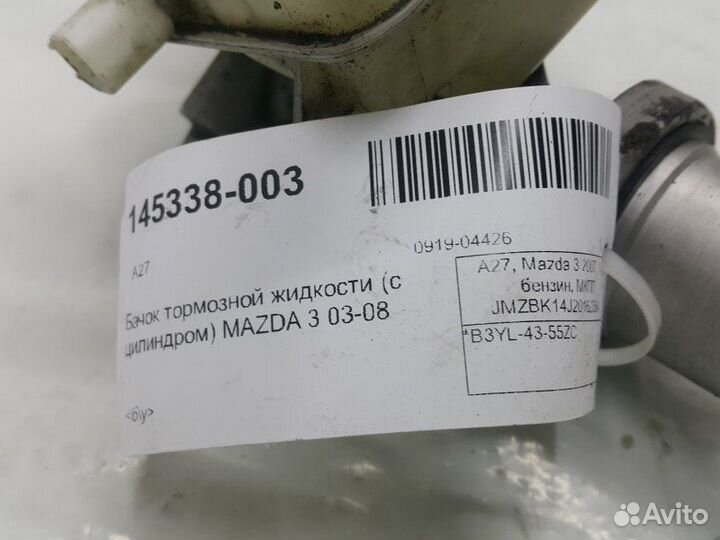 145338-003
A27
Бачок тормозной жидкости (с
цилиндром) MAZDA 3 03-08
<б\у>
0919-04426
A27, Mazda 3 2007,
бензин, МКПП
*B3YL-43-55ZC
Avito